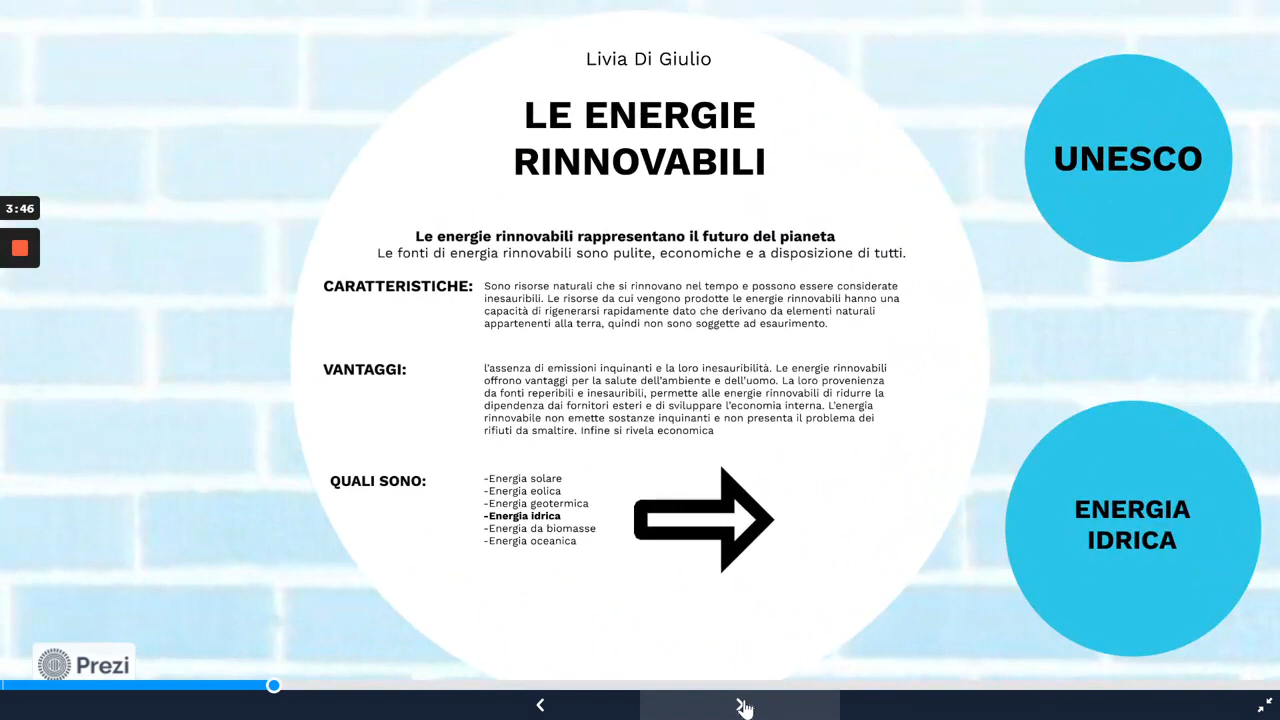 Livia Di Giulio
LE ENERGIE
RINNOVABILI
UNESCO
3:46
Le energie rinnovabili rappresentano il futuro del pianeta
Le fonti di energia rinnovabili sono pulite, economiche e a disposizione di tutti.
CARATTERISTICHE:
Sono risorse naturali che si rinnovano nel tempo e possono essere considerate
inesauribili. Le risorse da cui vengono prodotte le energie rinnovabili hanno una
capacità di rigenerarsi rapidamente dato che derivano da elementi naturali
appartenenti alla terra, quindi non sono soggette ad esaurimento.
VANTAGGI:
l'assenza di emissioni inquinanti e la loro inesauribilità. Le energie rinnovabili
offrono vantaggi per la salute dell'ambiente e dell'uomo. La loro provenienza
da fonti reperibili e inesauribili, permette alle energie rinnovabili di ridurre la
dipendenza dai fornitori esteri e di sviluppare l'economia interna. L'energia
rinnovabile non emette sostanze inquinanti e non presenta il problema dei
rifiuti da smaltire. Infine si rivela economica
QUALI SONO:
-Energia solare
-Energia eolica
-Energia geotermica
-Energia idrica
-Energia da biomasse
-Energia oceanica
ENERGIA
IDRICA
Prezi